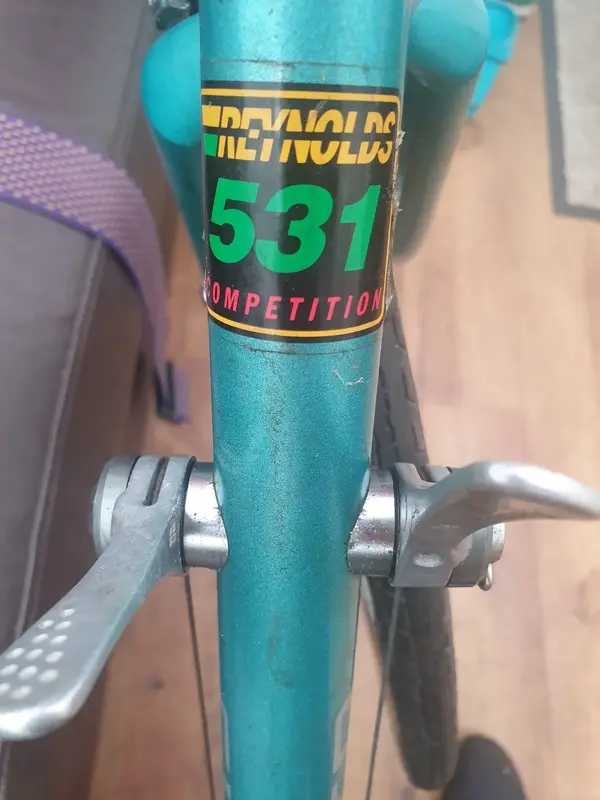 REYNOLDS
531
COMPETITION